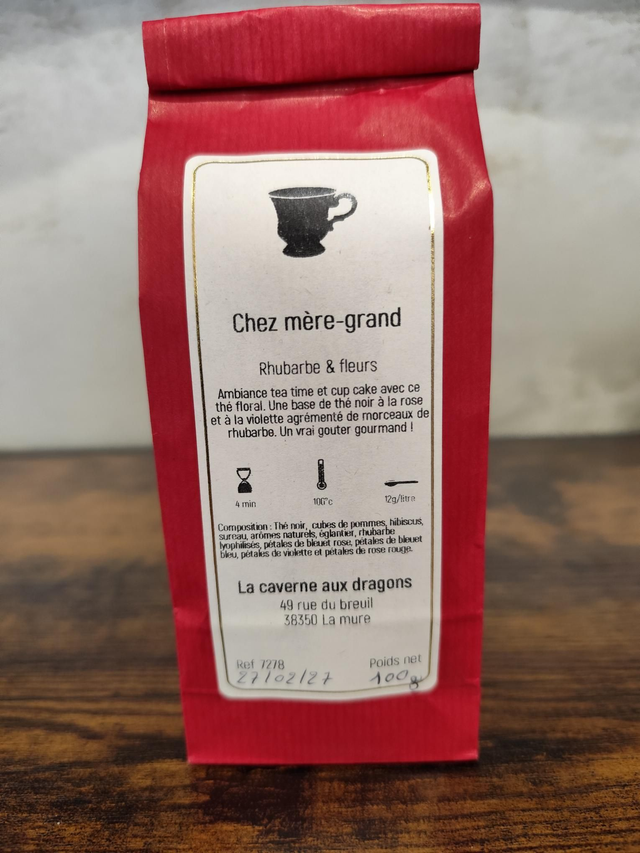 Chez mère-grand
Rhubarbe & fleurs
Ambiance tea time et cup cake avec ce
thé floral. Une base de thé noir à la rose
et à la violette agrémenté de morceaux de
rhubarbe. Un vrai gouter gourmand !
4 min 100°c 12g/litre
Composition : Thé noir, cubes de pommes, hibiscus,
sureau, arômes naturels, églantier, rhubarbe
lyophilisés, pétales de bleuet rose, pétales de bleuet
bleu, pétales de violette et pétales de rose rouge.
La caverne aux dragons
49 rue du breuil
38350 La mure
Ref 7278 Poids net
27/02/27 100g